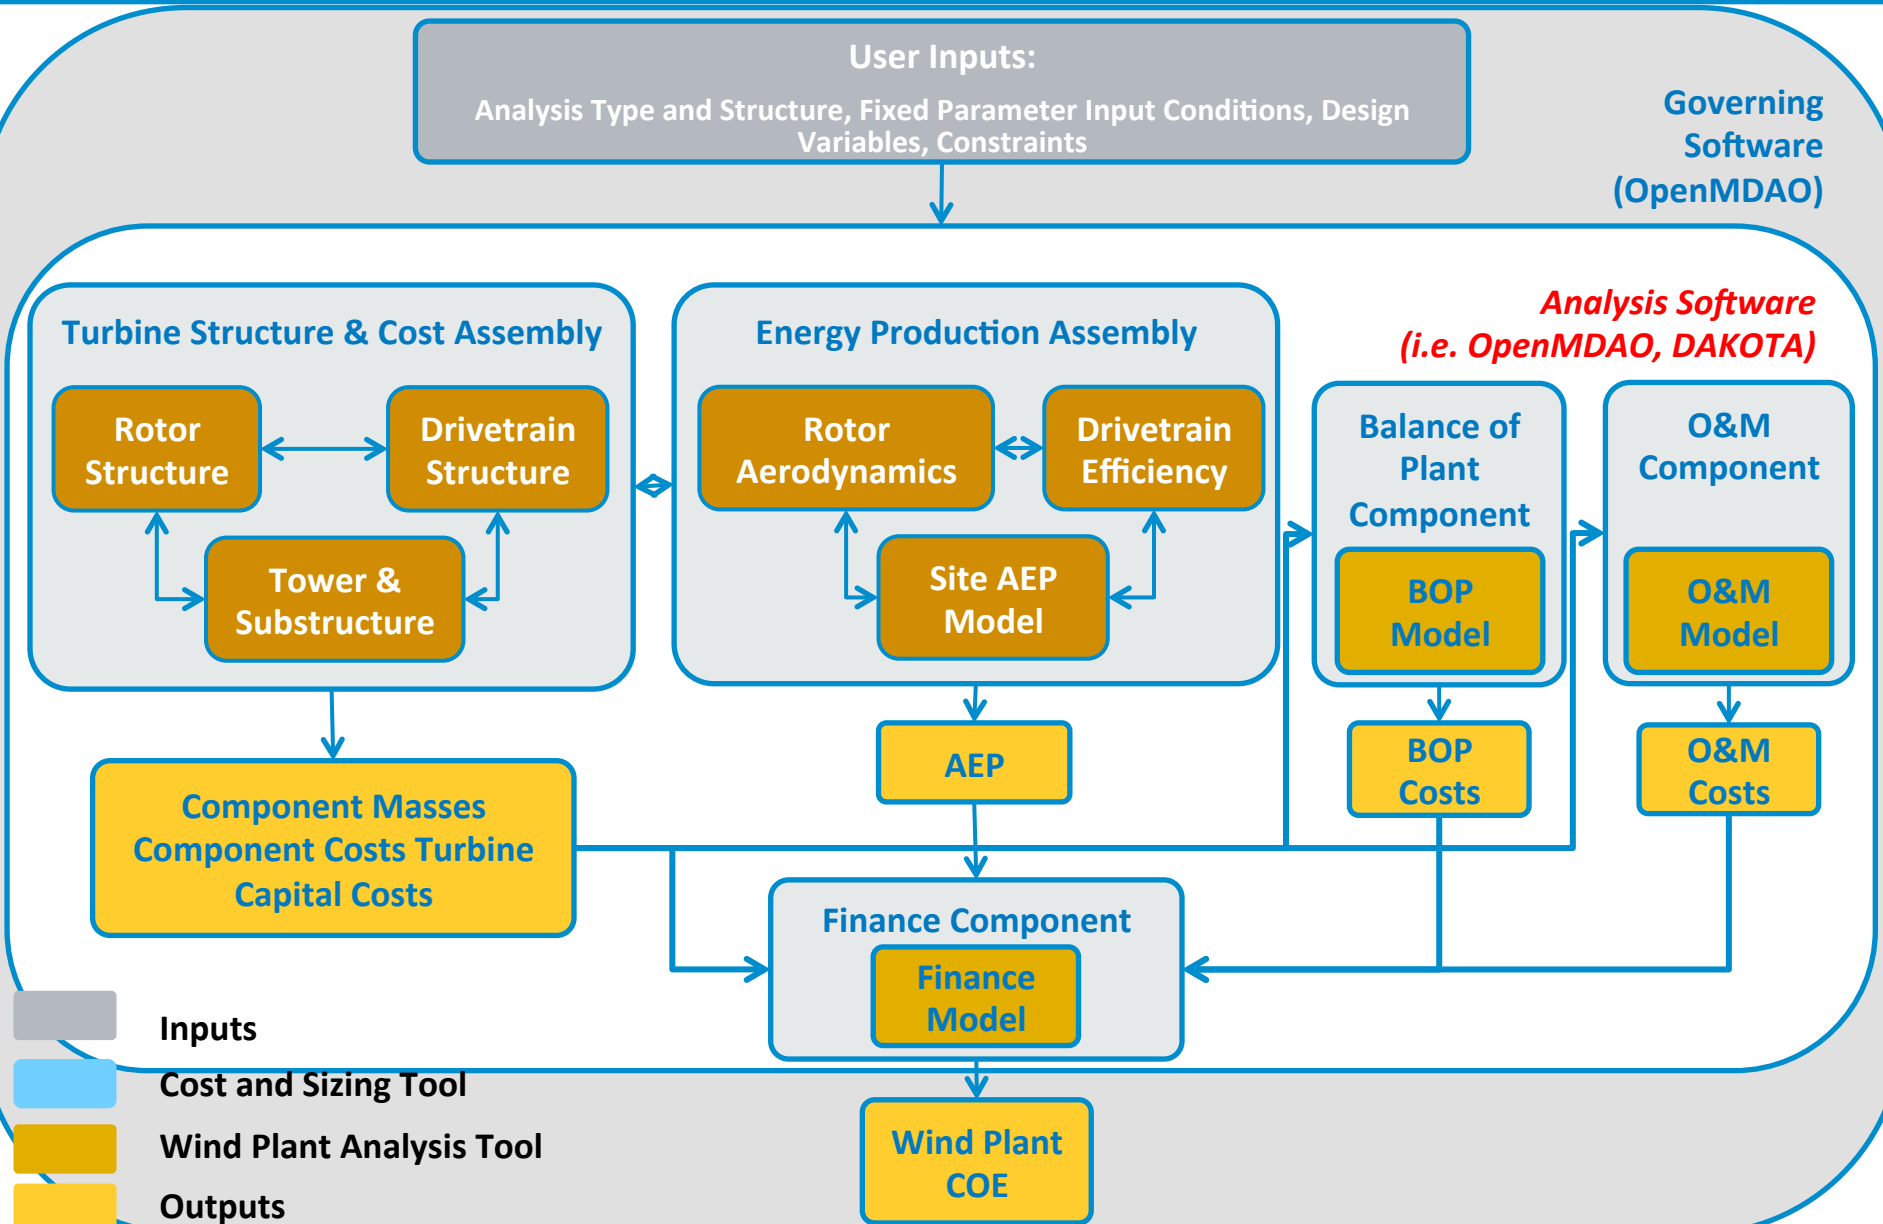 User Inputs:
Analysis Type and Structure, Fixed Parameter Input Conditions, Design
Variables, Constraints
Governing
Software
(OpenMDAO)
Analysis Software
(i.e. OpenMDAO, DAKOTA)
Turbine Structure & Cost Assembly
Rotor
Structure
Drivetrain
Structure
Tower &
Substructure
Energy Production Assembly
Rotor
Aerodynamics
Drivetrain
Efficiency
Site AEP
Model
Balance of
Plant
Component
BOP
Model
O&M
Component
O&M
Model
Component Masses
Component Costs Turbine
Capital Costs
AEP
BOP
Costs
O&M
Costs
Finance Component
Finance
Model
Wind Plant
COE
Inputs
Cost and Sizing Tool
Wind Plant Analysis Tool
Outputs